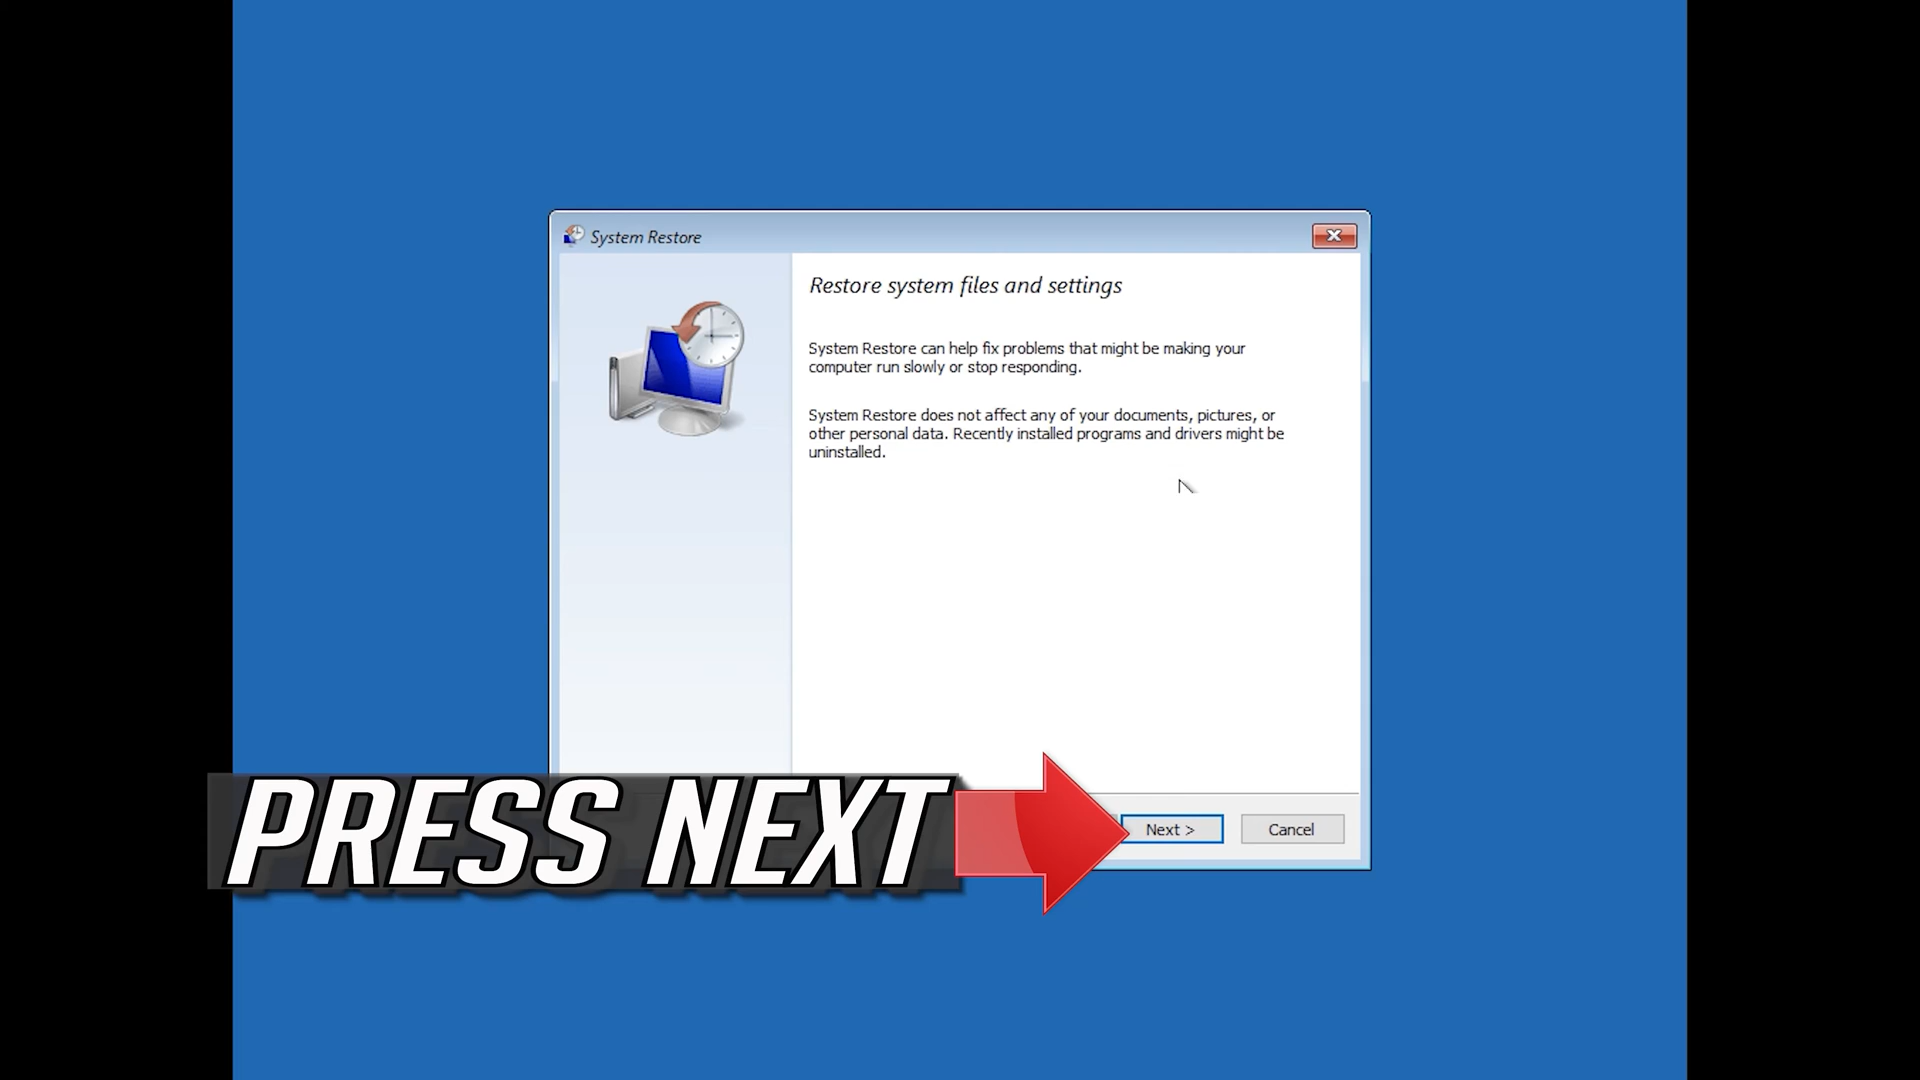 System Restore
Restore system files and settings
System Restore can help fix problems that might be making your
computer run slowly or stop responding.
System Restore does not affect any of your documents, pictures, or
other personal data. Recently installed programs and drivers might be
uninstalled.
PRESS NEXT
Next >
Cancel